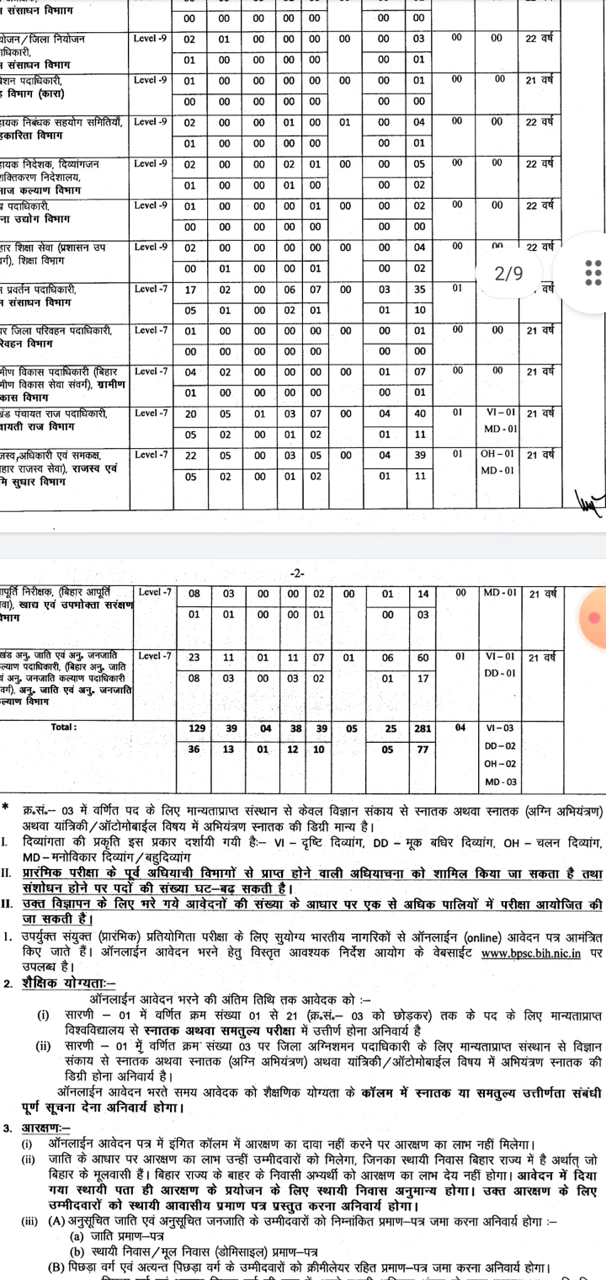 संसाधन विभाग
00 00 00 00 00 00
योजन/जिला नियोजन Level-9 02 01 00 00 00 00 03 00 00 22 वर्ष
संसाधन विभाग 01 00 00 00 00 01
Level-9 01 00 00 00 00 00 01 00 00 21 वर्ष
विभाग (कारा)
00 00 00 00 00 00
निबंधक सहयोग समितियाँ, Level-9 02 00 00 01 00 01 00 04 00 00 22 वर्ष
विभाग 01 00 00 00 00 00 01
निदेशक, दिव्यांगजन Level-9 02 00 00 02 01 00 00 05 00 00 22 वर्ष
निदेशालय,
कल्याण विभाग 01 00 00 01 00 00 02
पदाधिकारी, Level-9 01 00 00 00 01 00 00 02 00 00 22 वर्ष
उद्योग विभाग 00 00 00 00 00 00 00
शिक्षा सेवा (प्रशासन उप Level-9 02 00 00 00 00 00 00 04 00 22 वर्ष
शिक्षा विभाग 00 01 00 00 01 00 02
2/9
प्रवर्तन पदाधिकारी, Level-7 17 02 00 06 07 00 03 35 01 वर्ष
संसाधन विभाग 05 01 00 02 01 01 10
जिला परिवहन पदाधिकारी, Level-7 01 00 00 00 00 00 00 01 00 00 21 वर्ष
विभाग 00 00 00 00 00 00 00
विकास पदाधिकारी (बिहार Level-7 04 02 00 00 00 00 01 07 00 00 21 वर्ष
विकास सेवा संवर्ग), ग्रामीण
विभाग 01 00 00 00 00 00 01
पंचायत राज पदाधिकारी, Level-7 20 05 01 03 07 00 04 40 01 VI-01 21 वर्ष
राज विभाग 05 02 00 01 02 01 11 MD-01
अधिकारी एवं समकक्ष, Level-7 22 05 00 03 05 00 04 39 01 OH-01 21 वर्ष
राजस्व सेवा), राजस्व एवं MD-01
सुधार विभाग 05 02 00 01 02 01 11
-2-
निरीक्षक, (बिहार आपूर्ति Level-7 08 03 00 00 02 00 01 14 00 MD-01 21 वर्ष
खाद्य एवं उपभोक्ता सरंक्षण 01 01 00 00 01 00 03
अनु. जाति एवं अनु. जनजाति Level-7 23 11 01 11 07 01 06 60 01 VI-01 21 वर्ष
पदाधिकारी, (बिहार अनु. जाति DD-01
अनु. जनजाति कल्याण पदाधिकारी 08 03 00 03 02 01 17
अनु. जाति एवं अनु. जनजाति
विभाग
Total : 129 39 04 38 39 05 25 281 04 VI-03
36 13 01 12 10 05 77 DD-02
OH-02
MD-03
* क्र.सं.- 03 में वर्णित पद के लिए मान्यताप्राप्त संस्थान से केवल विज्ञान संकाय से स्नातक अथवा स्नातक (अग्नि अभियंत्रण)
अथवा यांत्रिकी/ऑटोमोबाईल विषय में अभियंत्रण स्नातक की डिग्री मान्य है।
I. दिव्यांगता की प्रकृति इस प्रकार दर्शायी गयी है:- VI – दृष्टि दिव्यांग, DD – मूक बधिर दिव्यांग, OH – चलन दिव्यांग,
MD – मनोविकार दिव्यांग/बहुदिव्यांग
II. प्रारंभिक परीक्षा के पूर्व अधियाची विभागों से प्राप्त होने वाली अधियाचना को शामिल किया जा सकता है तथा
संशोधन होने पर पदों की संख्या घट-बढ़ सकती है।
II. उक्त विज्ञापन के लिए भरे गये आवेदनों की संख्या के आधार पर एक से अधिक पालियों में परीक्षा आयोजित की
जा सकती है।
1. उपर्युक्त संयुक्त (प्रारंभिक) प्रतियोगिता परीक्षा के लिए सुयोग्य भारतीय नागरिकों से ऑनलाईन (online) आवेदन पत्र आमंत्रित
किए जाते हैं। ऑनलाईन आवेदन भरने हेतु विस्तृत आवश्यक निर्देश आयोग के वेबसाईट www.bpsc.bih.nic.in पर
उपलब्ध है।
2. शैक्षिक योग्यताः–
ऑनलाईन आवेदन भरने की अंतिम तिथि तक आवेदक को :–
(i) सारणी – 01 में वर्णित क्रम संख्या 01 से 21 (क्र.सं.- 03 को छोड़कर) तक के पद के लिए मान्यताप्राप्त
विश्वविद्यालय से स्नातक अथवा समतुल्य परीक्षा में उत्तीर्ण होना अनिवार्य है
(ii) सारणी – 01 में वर्णित क्रम संख्या 03 पर जिला अग्निशमन पदाधिकारी के लिए मान्यताप्राप्त संस्थान से विज्ञान
संकाय से स्नातक अथवा स्नातक (अग्नि अभियंत्रण) अथवा यांत्रिकी/ऑटोमोबाईल विषय में अभियंत्रण स्नातक की
डिग्री होना अनिवार्य है।
ऑनलाईन आवेदन भरते समय आवेदक को शैक्षणिक योग्यता के कॉलम में स्नातक या समतुल्य उत्तीर्णता संबंधी
पूर्ण सूचना देना अनिवार्य होगा।
3. आरक्षणः–
(i) ऑनलाईन आवेदन पत्र में इंगित कॉलम में आरक्षण का दावा नहीं करने पर आरक्षण का लाभ नहीं मिलेगा।
(ii) जाति के आधार पर आरक्षण का लाभ उन्हीं उम्मीदवारों को मिलेगा, जिनका स्थायी निवास बिहार राज्य में है अर्थात् जो
बिहार के मूलवासी हैं। बिहार राज्य के बाहर के निवासी अभ्यर्थी को आरक्षण का लाभ देय नहीं होगा। आवेदन में दिया
गया स्थायी पता ही आरक्षण के प्रयोजन के लिए स्थायी निवास अनुमान्य होगा। उक्त आरक्षण के लिए
उम्मीदवारों को स्थायी आवासीय प्रमाण पत्र प्रस्तुत करना अनिवार्य होगा।
(iii) (A) अनुसूचित जाति एवं अनुसूचित जनजाति के उम्मीदवारों को निम्नांकित प्रमाण-पत्र जमा करना अनिवार्य होगा :–
(a) जाति प्रमाण-पत्र
(b) स्थायी निवास/मूल निवास (डोमिसाइल) प्रमाण-पत्र
(B) पिछड़ा वर्ग एवं अत्यन्त पिछड़ा वर्ग के उम्मीदवारों को क्रीमीलेयर रहित प्रमाण-पत्र जमा करना अनिवार्य होगा।